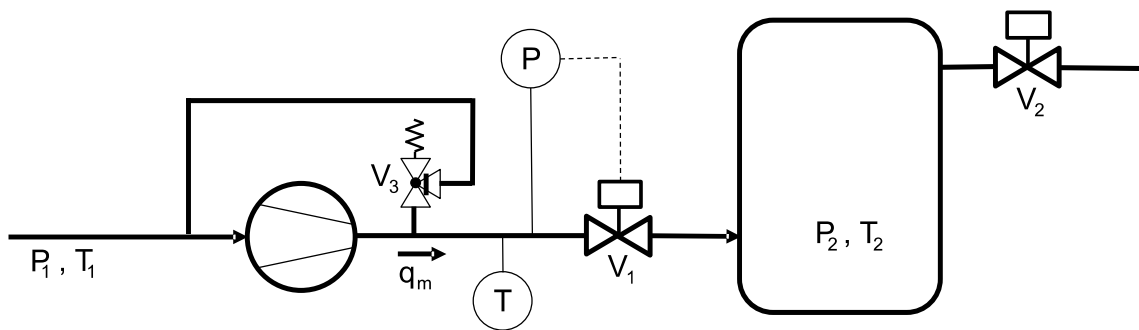 P
V₂
V₃
P₁ , T₁
qₘ
T
V₁
P₂ , T₂